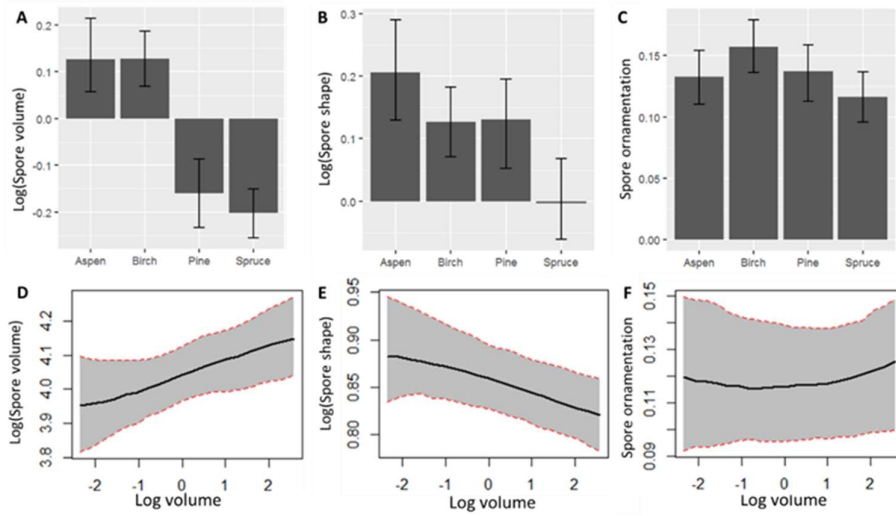 A
B
C
Log(Spore volume)
0.2
0.1
0.0
-0.1
-0.2
Aspen Birch Pine Spruce
Log(Spore shape)
0.3
0.2
0.1
0.0
Aspen Birch Pine Spruce
Spore ornamentation
0.15
0.10
0.05
0.00
Aspen Birch Pine Spruce
D
E
F
Log(Spore volume)
4.2
4.1
4.0
3.9
3.8
-2 -1 0 1 2
Log volume
Log(Spore shape)
0.95
0.90
0.85
0.80
-2 -1 0 1 2
Log volume
Spore ornamentation
0.15
0.13
0.11
0.09
-2 -1 0 1 2
Log volume